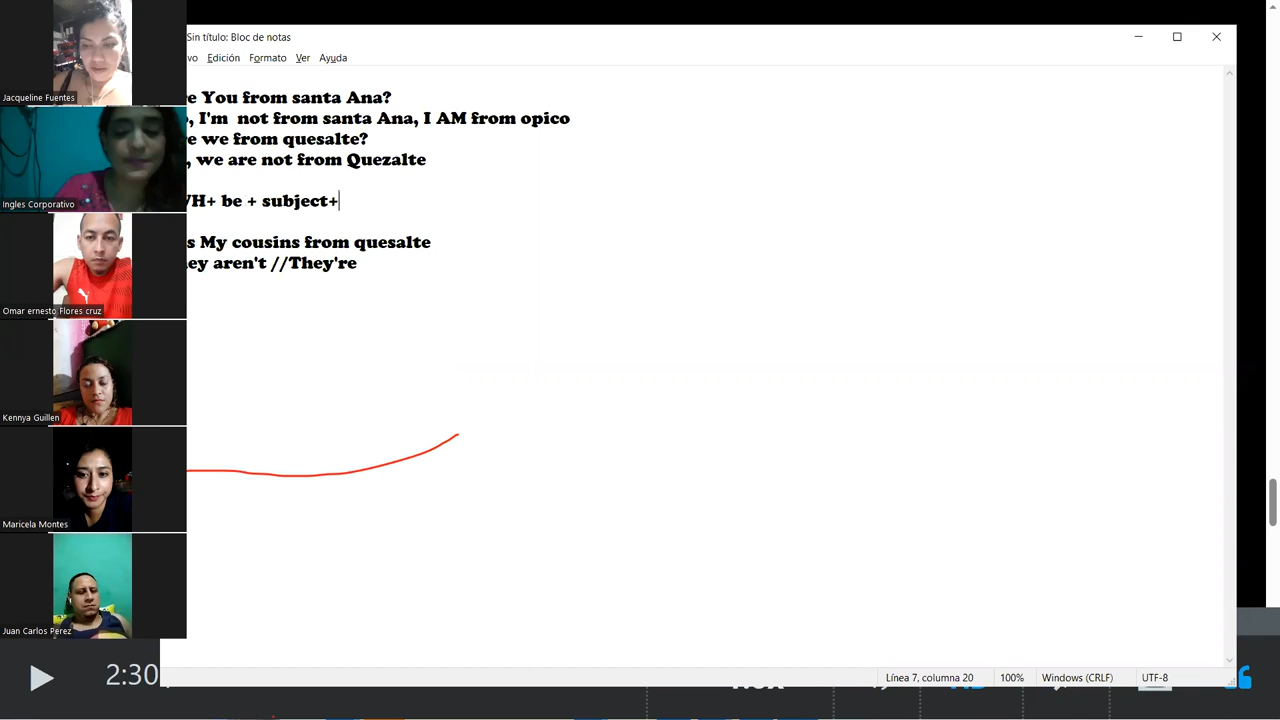 Sin título: Bloc de notas
vo Edición Formato Ver Ayuda
e You from santa Ana?
, I'm not from santa Ana, I AM from opico
e we from quesalte?
, we are not from Quezalte
WH+ be + subject+
s My cousins from quesalte
ey aren't //They're
Jacqueline Fuentes
Ingles Corporativo
Omar ernesto Flores cruz
Kennya Guillen
Maricela Montes
Juan Carlos Perez
2:30
Línea 7, columna 20 100% Windows (CRLF) UTF-8